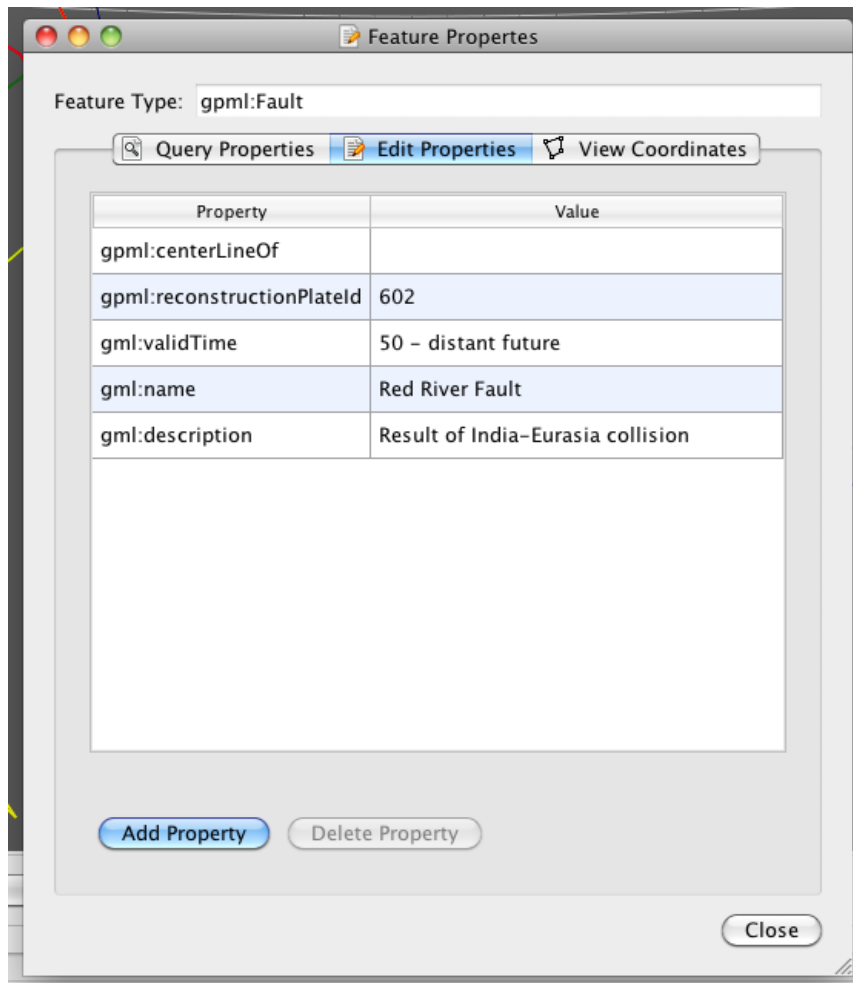 Feature Propertes
Feature Type: gpml:Fault
Query Properties Edit Properties View Coordinates
Property Value
gpml:centerLineOf
gpml:reconstructionPlateId 602
gml:validTime 50 – distant future
gml:name Red River Fault
gml:description Result of India-Eurasia collision
Add Property Delete Property
Close